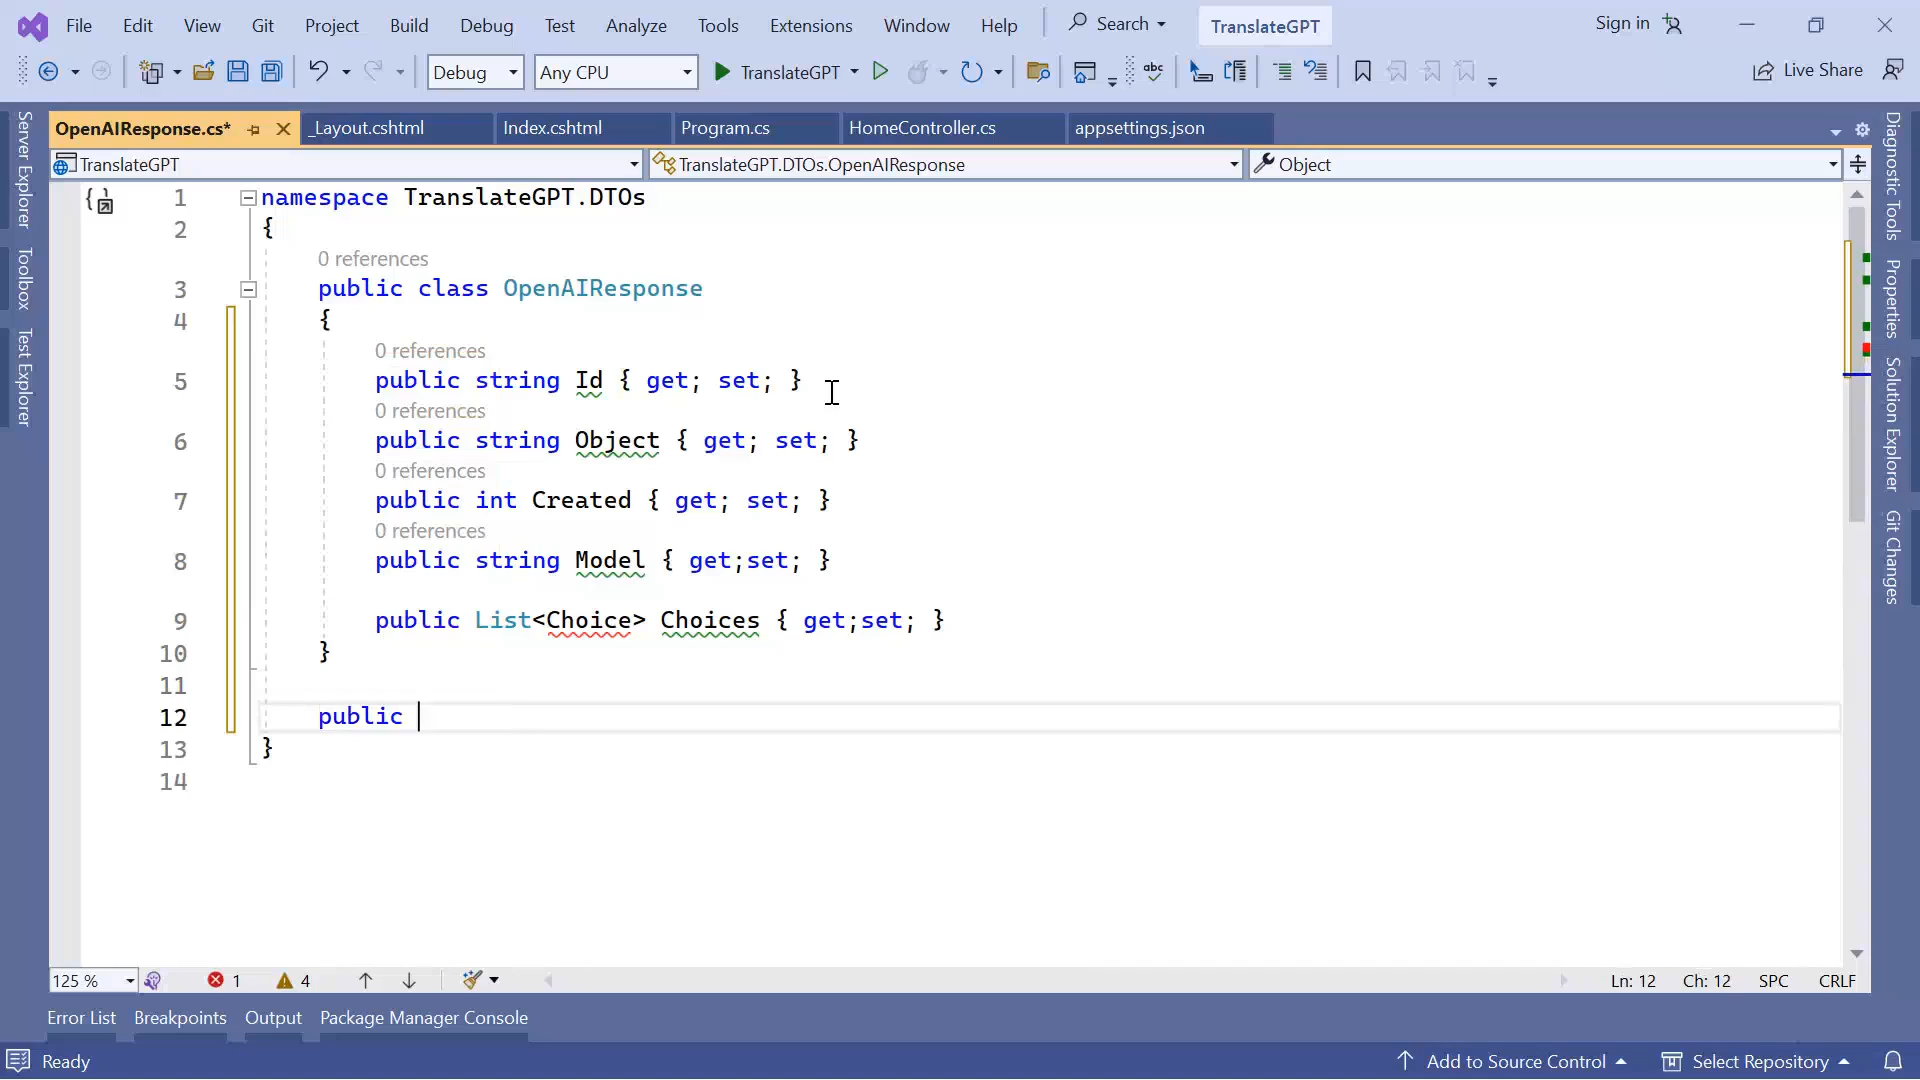 File Edit View Git Project Build Debug Test Analyze Tools Extensions Window Help Search TranslateGPT Sign in
Debug Any CPU TranslateGPT abc Live Share
OpenAIResponse.cs* _Layout.cshtml Index.cshtml Program.cs HomeController.cs appsettings.json
TranslateGPT TranslateGPT.DTOs.OpenAIResponse Object
Server Explorer
Toolbox
Test Explorer
1 namespace TranslateGPT.DTOs
2 {
0 references
3 public class OpenAIResponse
4 {
0 references
5 public string Id { get; set; }
0 references
6 public string Object { get; set; }
0 references
7 public int Created { get; set; }
0 references
8 public string Model { get;set; }
9 public List<Choice> Choices { get;set; }
10 }
11
12 public
13 }
14
Diagnostic Tools
Properties
Solution Explorer
Git Changes
125 % 1 4 Ln: 12 Ch: 12 SPC CRLF
Error List Breakpoints Output Package Manager Console
Ready Add to Source Control Select Repository